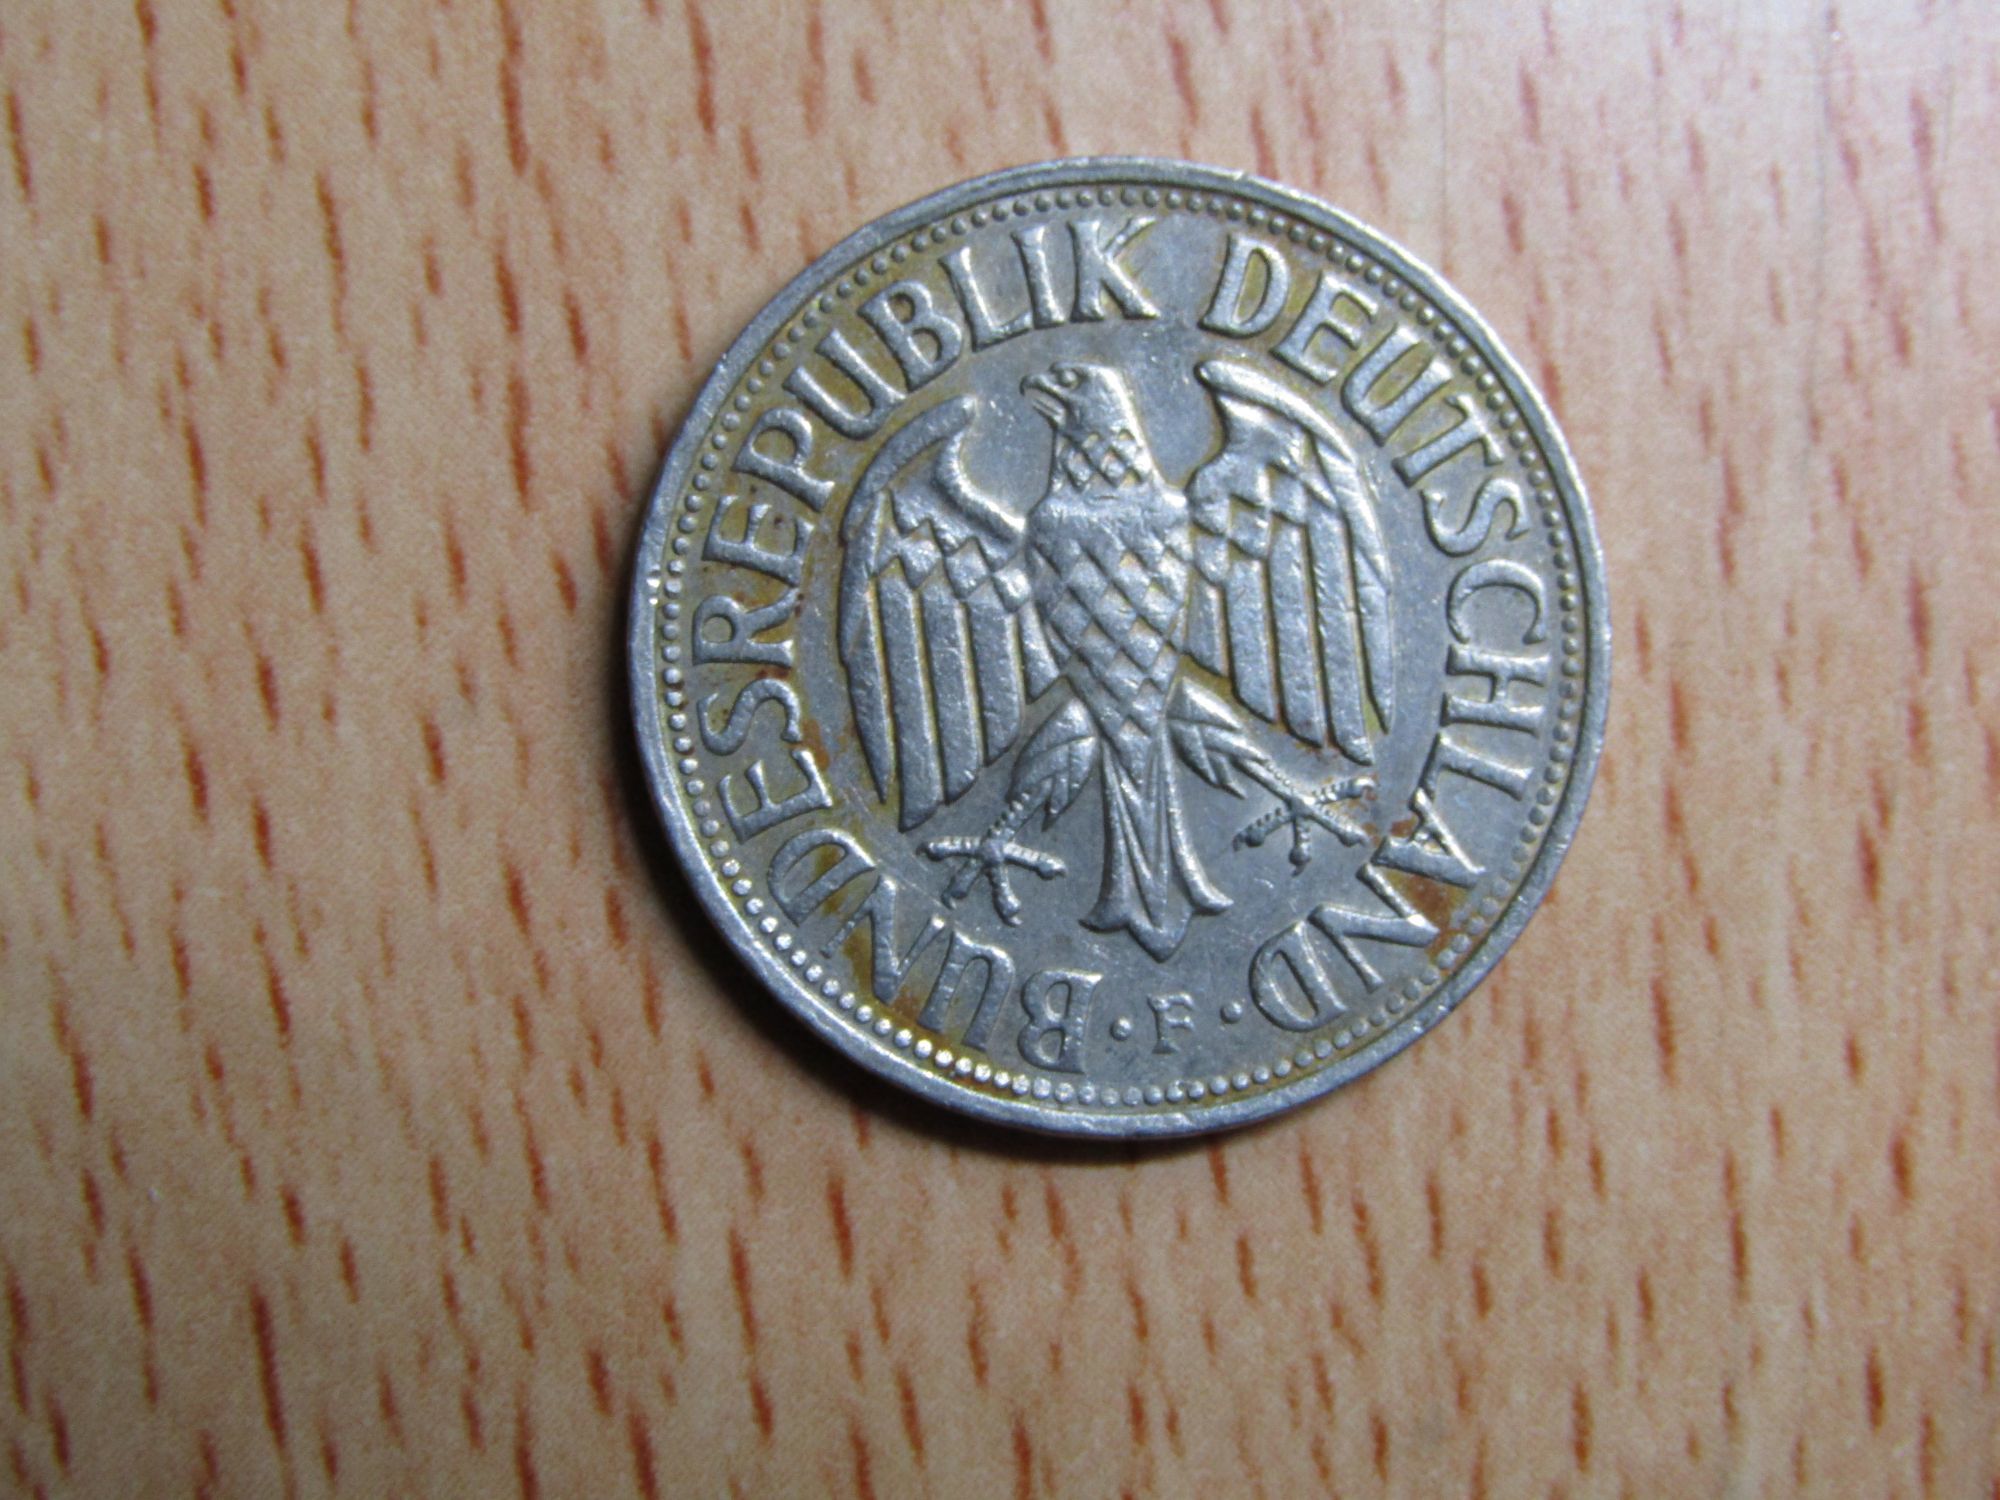 BUNDESREPUBLIK DEUTSCHLAND
· F ·